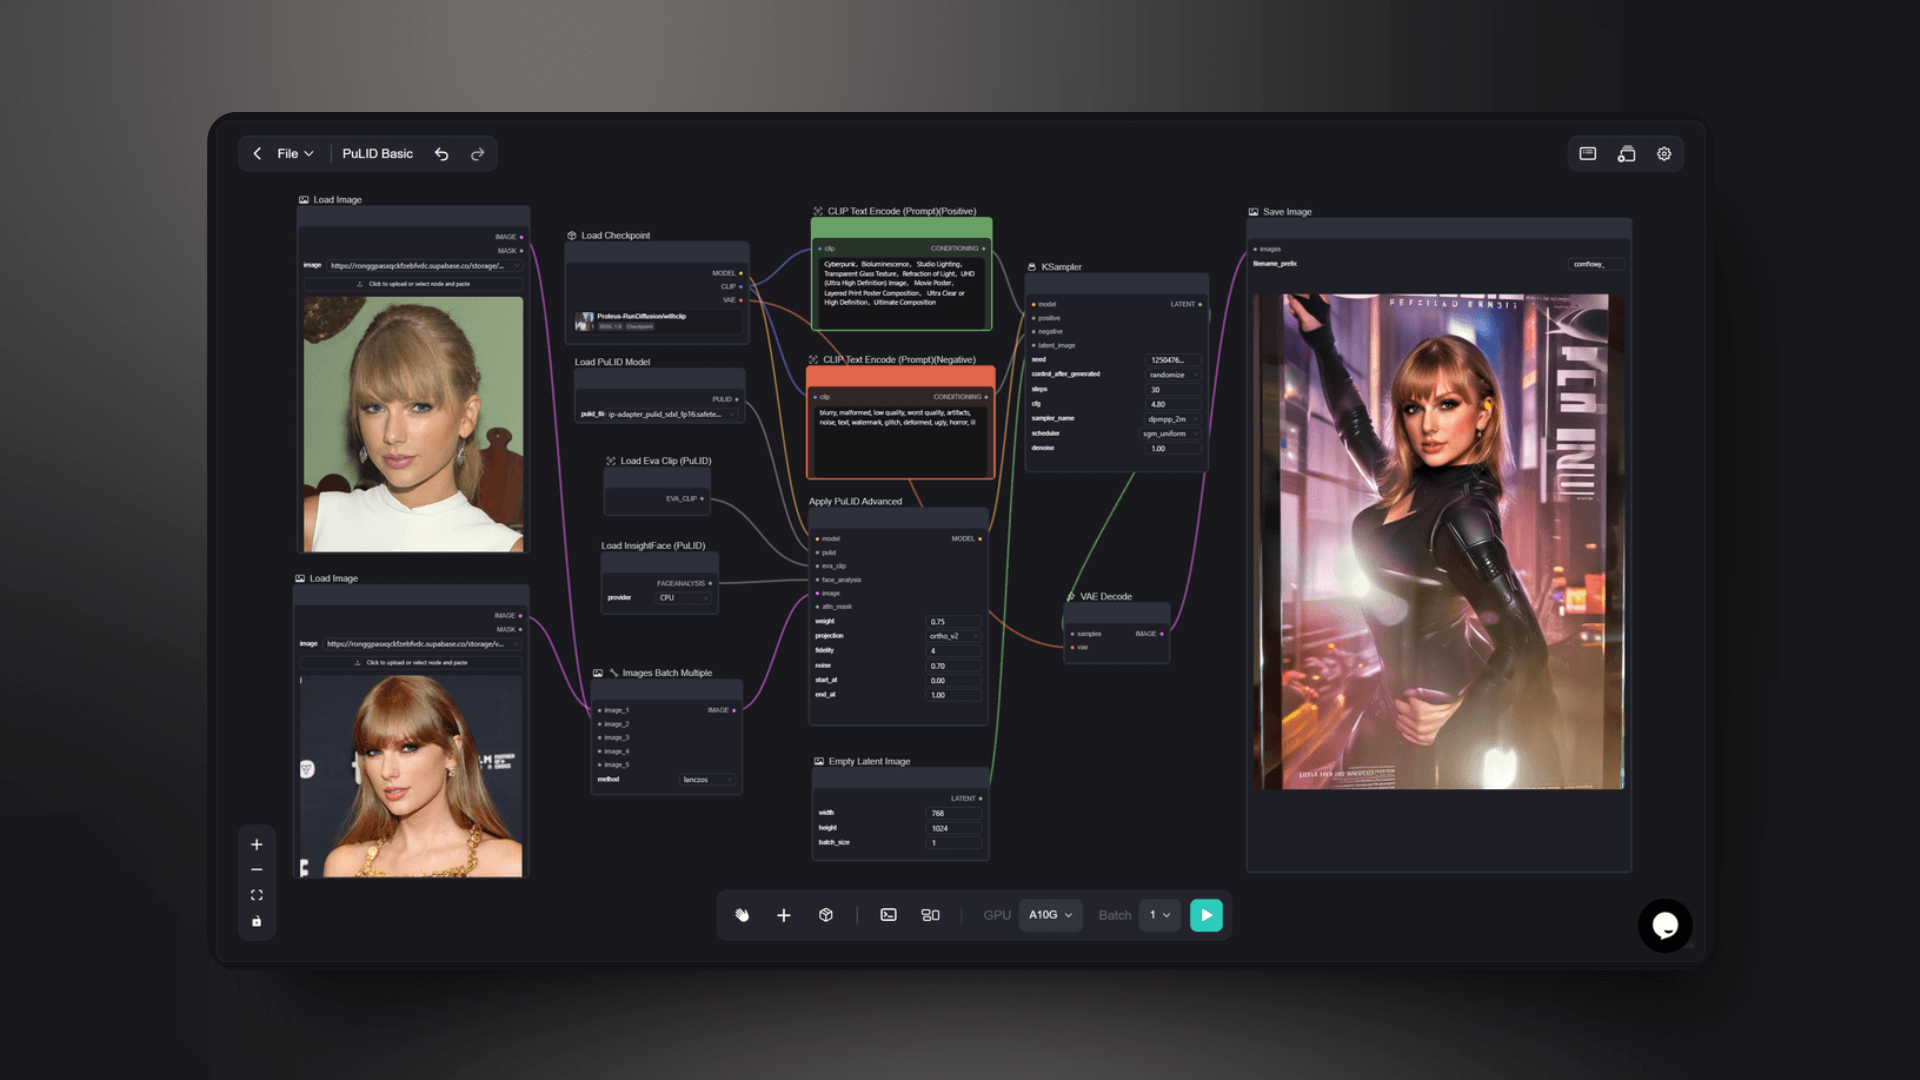 File
PuLID Basic
Load Image
IMAGE
MASK
image
https://ronggpasxqckfzebfvdc.supabase.co/storage/...
Click to upload or select node and paste
Load Image
IMAGE
MASK
image
https://ronggpasxqckfzebfvdc.supabase.co/storage/v...
Click to upload or select node and paste
Load Checkpoint
MODEL
CLIP
VAE
Proteus-RunDiffusion/withclip
SDXL 1.0 Checkpoint
Load PuLID Model
PULID
pulid_fil
ip-adapter_pulid_sdxl_fp16.safete...
Load Eva Clip (PuLID)
EVA_CLIP
Load InsightFace (PuLID)
FACEANALYSIS
provider
CPU
Images Batch Multiple
image_1
IMAGE
image_2
image_3
image_4
image_5
method
lanczos
CLIP Text Encode (Prompt)(Positive)
clip
CONDITIONING
Cyberpunk, Bioluminescence, Studio Lighting,
Transparent Glass Texture, Refraction of Light, UHD
(Ultra High Definition) Image, Movie Poster,
Layered Print Poster Composition, Ultra Clear or
High Definition, Ultimate Composition
CLIP Text Encode (Prompt)(Negative)
clip
CONDITIONING
blurry, malformed, low quality, worst quality, artifacts,
noise, text, watermark, glitch, deformed, ugly, horror, ill
Apply PuLID Advanced
model
MODEL
pulid
eva_clip
face_analysis
image
attn_mask
weight
0.75
projection
ortho_v2
fidelity
4
noise
0.70
start_at
0.00
end_at
1.00
Empty Latent Image
LATENT
width
768
height
1024
batch_size
1
KSampler
model
LATENT
positive
negative
latent_image
seed
1250476...
control_after_generated
randomize
steps
30
cfg
4.80
sampler_name
dpmpp_2m
scheduler
sgm_uniform
denoise
1.00
VAE Decode
samples
IMAGE
vae
Save Image
images
filename_prefix
comfiowy_
GPU
A10G
Batch
1